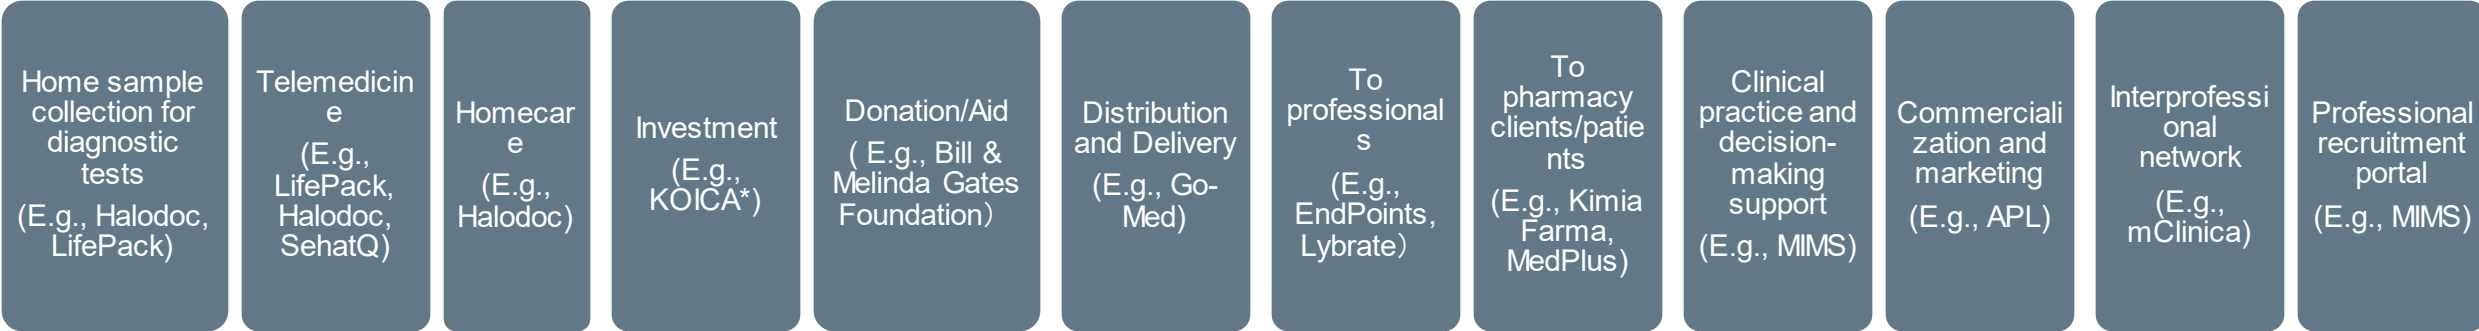 Home sample
collection for
diagnostic
tests
(E.g., Halodoc,
LifePack)
Telemedicin
e
(E.g.,
LifePack,
Halodoc,
SehatQ)
Homecar
e
(E.g.,
Halodoc)
Investment
(E.g.,
KOICA*)
Donation/Aid
( E.g., Bill &
Melinda Gates
Foundation）
Distribution
and Delivery
(E.g., Go-
Med)
To
professional
s
(E.g.,
EndPoints,
Lybrate）
To
pharmacy
clients/patie
nts
(E.g., Kimia
Farma,
MedPlus)
Clinical
practice and
decision-
making
support
(E.g., MIMS)
Commerciali
zation and
marketing
(E.g., APL)
Interprofessi
onal
network
(E.g.,
mClinica)
Professional
recruitment
portal
(E.g., MIMS)